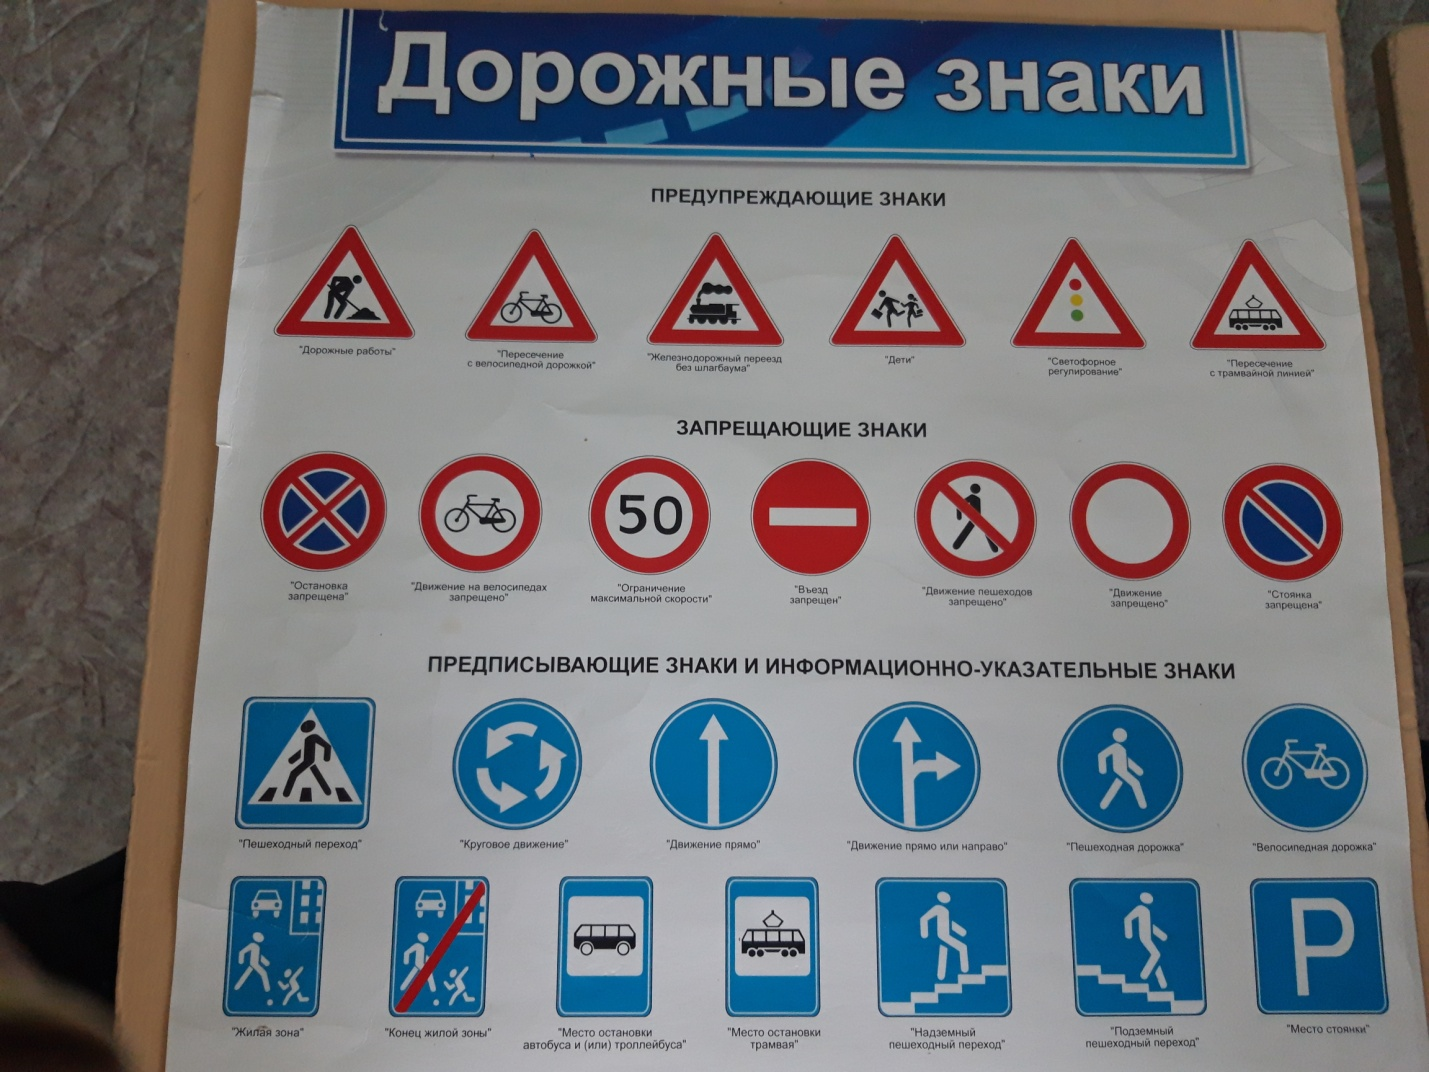 Дорожные знаки
ПРЕДУПРЕЖДАЮЩИЕ ЗНАКИ
"Дорожные работы"
"Пересечение
с велосипедной дорожкой"
"Железнодорожный переезд
без шлагбаума"
"Дети"
"Светофорное
регулирование"
"Пересечение
с трамвайной линией"
ЗАПРЕЩАЮЩИЕ ЗНАКИ
50
"Остановка
запрещена"
"Движение на велосипедах
запрещено"
"Ограничение
максимальной скорости"
"Въезд
запрещен"
"Движение пешеходов
запрещено"
"Движение
запрещено"
"Стоянка
запрещена"
ПРЕДПИСЫВАЮЩИЕ ЗНАКИ И ИНФОРМАЦИОННО-УКАЗАТЕЛЬНЫЕ ЗНАКИ
"Пешеходный переход"
"Круговое движение"
"Движение прямо"
"Движение прямо или направо"
"Пешеходная дорожка"
"Велосипедная дорожка"
P
"Жилая зона"
"Конец жилой зоны"
"Место остановки
автобуса и (или) троллейбуса"
"Место остановки
трамвая"
"Надземный
пешеходный переход"
"Подземный
пешеходный переход"
"Место стоянки"